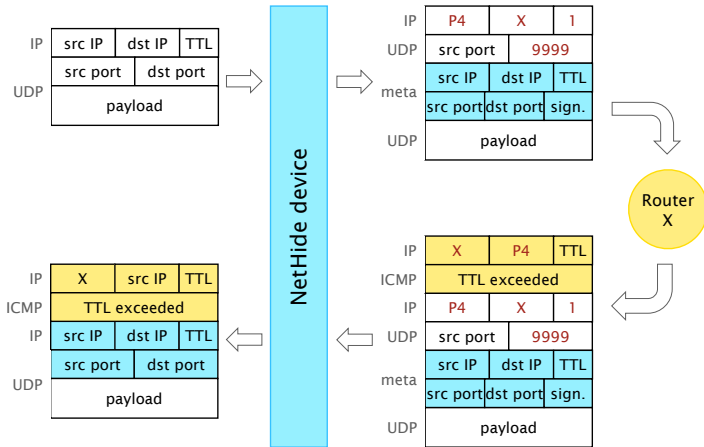 IP src IP dst IP TTL
UDP src port dst port
payload
NetHide device
IP P4 X 1
UDP src port 9999
meta src IP dst IP TTL
src port dst port sign.
UDP payload
Router
X
IP X P4 TTL
ICMP TTL exceeded
IP P4 X 1
UDP src port 9999
meta src IP dst IP TTL
src port dst port sign.
UDP payload
IP X src IP TTL
ICMP TTL exceeded
IP src IP dst IP TTL
UDP src port dst port
payload